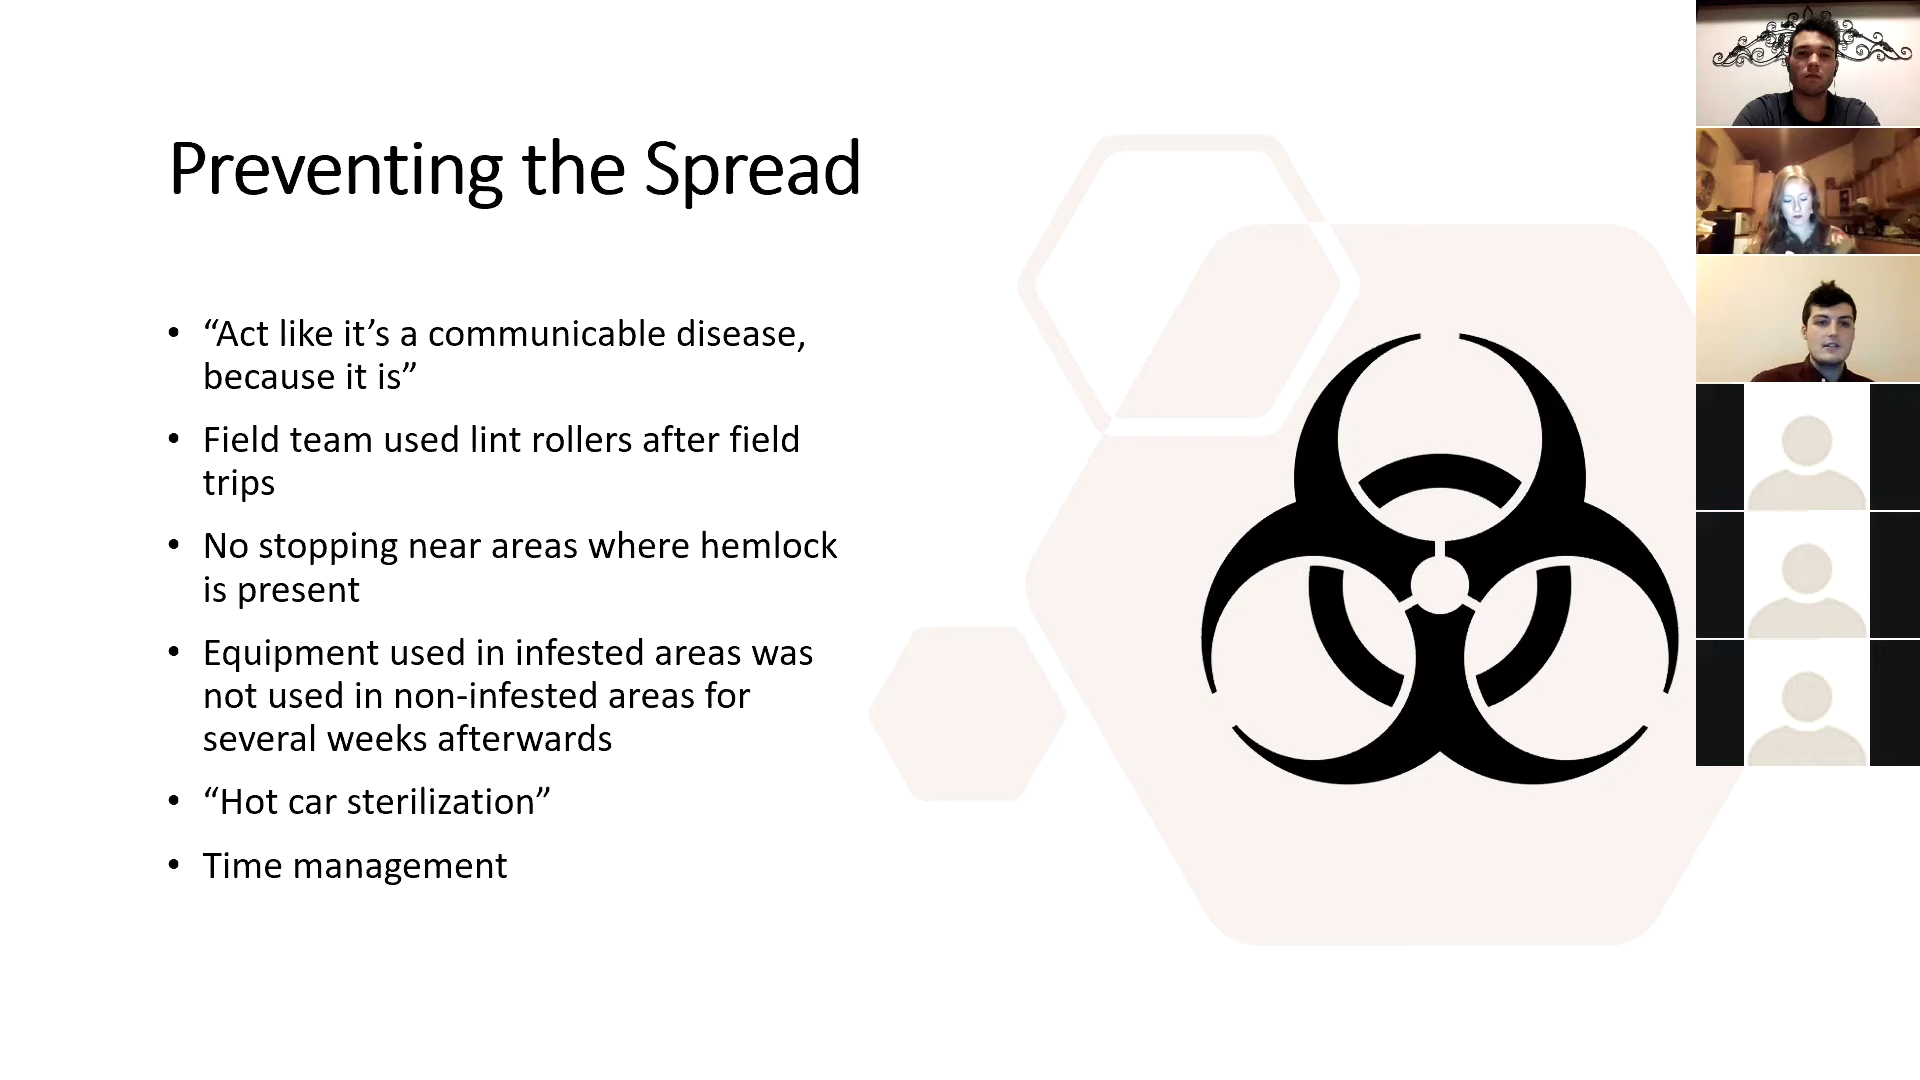 Preventing the Spread
• “Act like it’s a communicable disease,
because it is”
• Field team used lint rollers after field
trips
• No stopping near areas where hemlock
is present
• Equipment used in infested areas was
not used in non-infested areas for
several weeks afterwards
• “Hot car sterilization”
• Time management